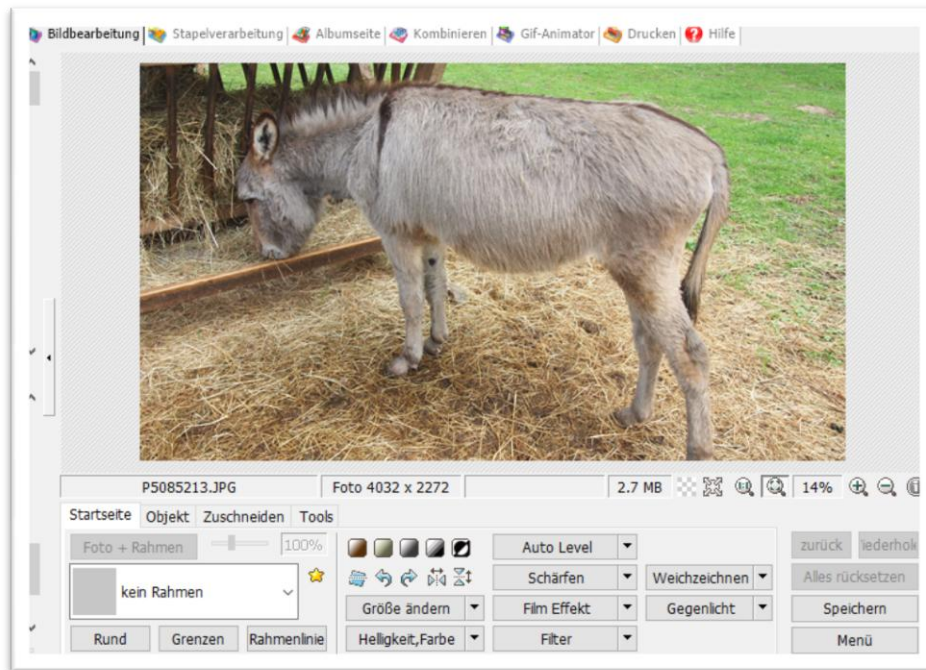 Bildbearbeitung Stapelverarbeitung Albumseite Kombinieren Gif-Animator Drucken Hilfe
P5085213.JPG Foto 4032 x 2272 2.7 MB 14%
Startseite Objekt Zuschneiden Tools
Foto + Rahmen 100% Auto Level zurück
kein Rahmen Schärfen Weichzeichnen Alles rücksetzen
Größe ändern Film Effekt Gegenlicht Speichern
Rund Grenzen Rahmenlinie Helligkeit,Farbe Filter Menü